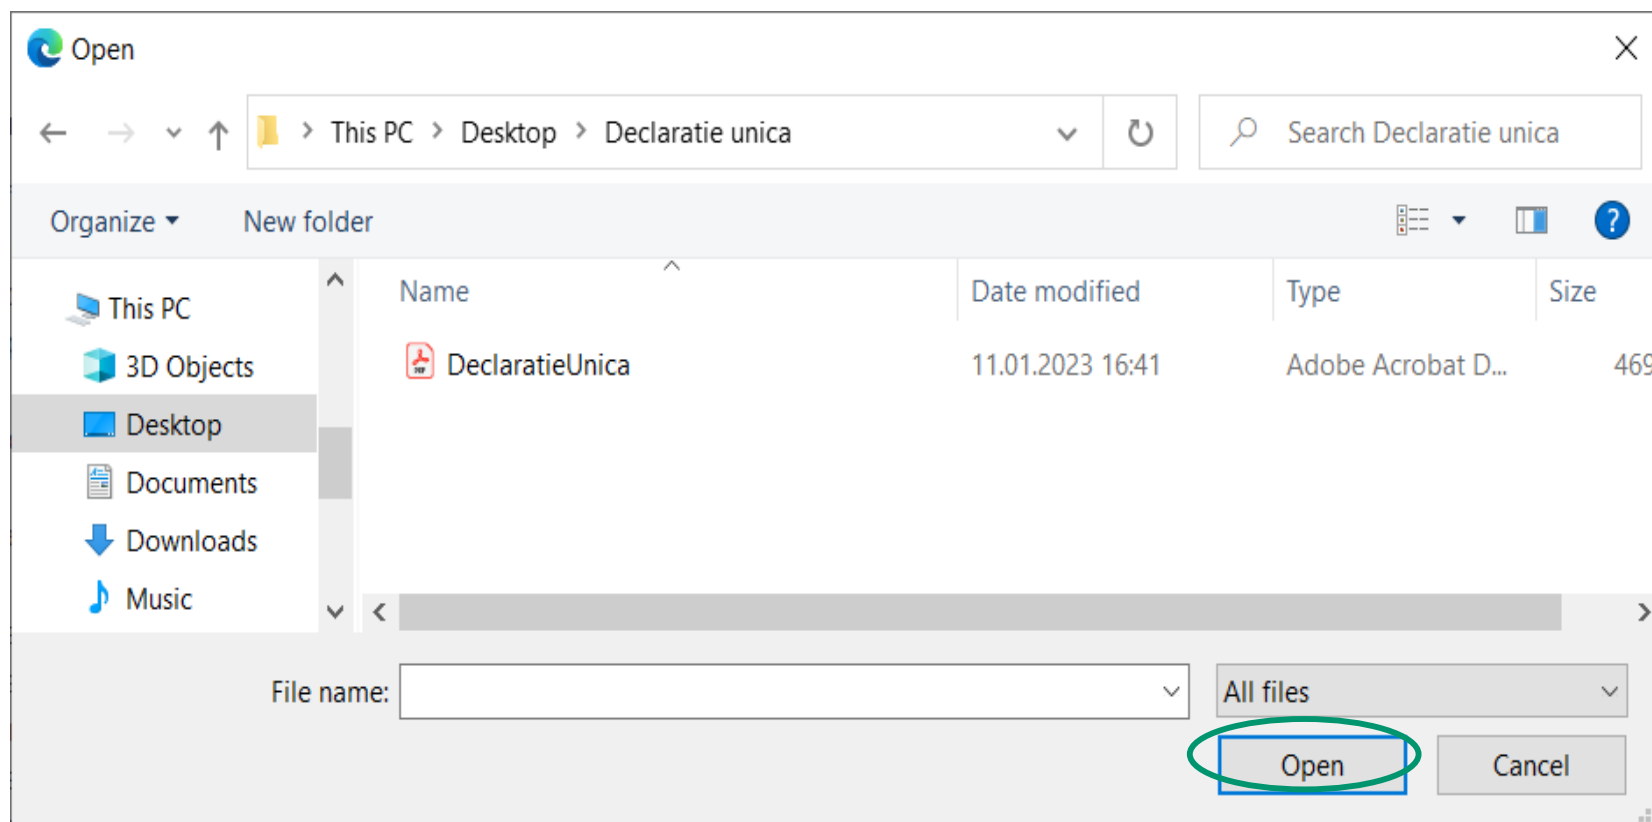 Open
This PC > Desktop > Declaratie unica
Search Declaratie unica
Organize New folder
?
Name Date modified Type Size
DeclaratieUnica 11.01.2023 16:41 Adobe Acrobat D... 469
This PC
3D Objects
Desktop
Documents
Downloads
Music
File name: All files
Open Cancel